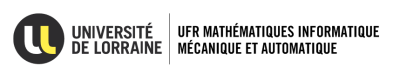 UNIVERSITÉ
DE LORRAINE
UFR MATHÉMATIQUES INFORMATIQUE
MÉCANIQUE ET AUTOMATIQUE